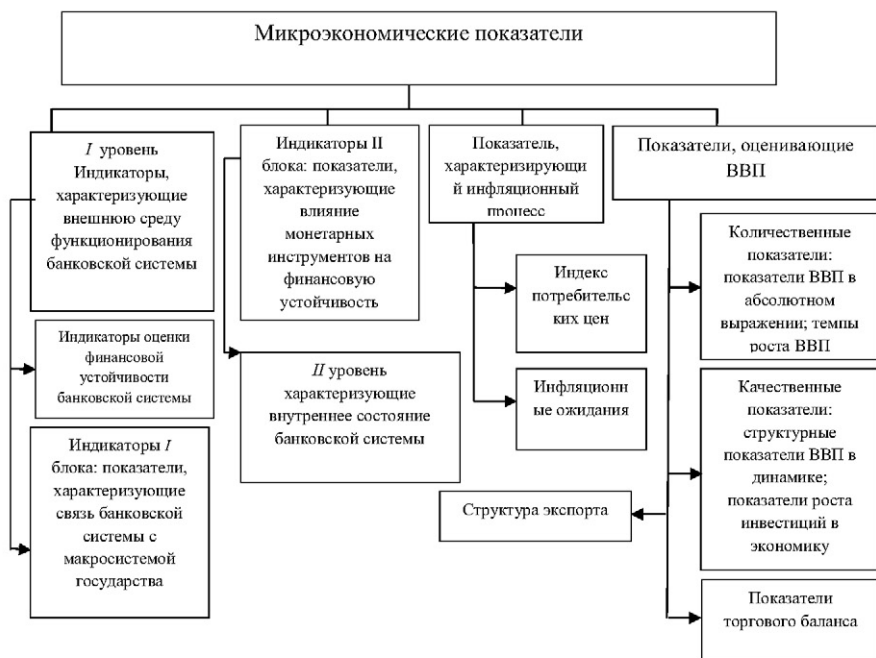 Микроэкономические показатели
I уровень
Индикаторы,
характеризующие
внешнюю среду
функционирования
банковской системы
Индикаторы оценки
финансовой
устойчивости
банковской системы
Индикаторы I
блока: показатели,
характеризующие
связь банковской
системы с
макросистемой
государства
Индикаторы II
блока: показатели,
характеризующие
влияние
монетарных
инструментов на
финансовую
устойчивость
II уровень
характеризующие
внутреннее состояние
банковской системы
Показатель,
характеризирующи
й инфляционный
процесс
Индекс
потребительс
ких цен
Инфляционн
ые ожидания
Показатели, оценивающие
ВВП
Количественные
показатели:
показатели ВВП в
абсолютном
выражении; темпы
роста ВВП
Качественные
показатели:
структурные
показатели ВВП в
динамике;
показатели роста
инвестиций в
экономику
Структура экспорта
Показатели
торгового баланса